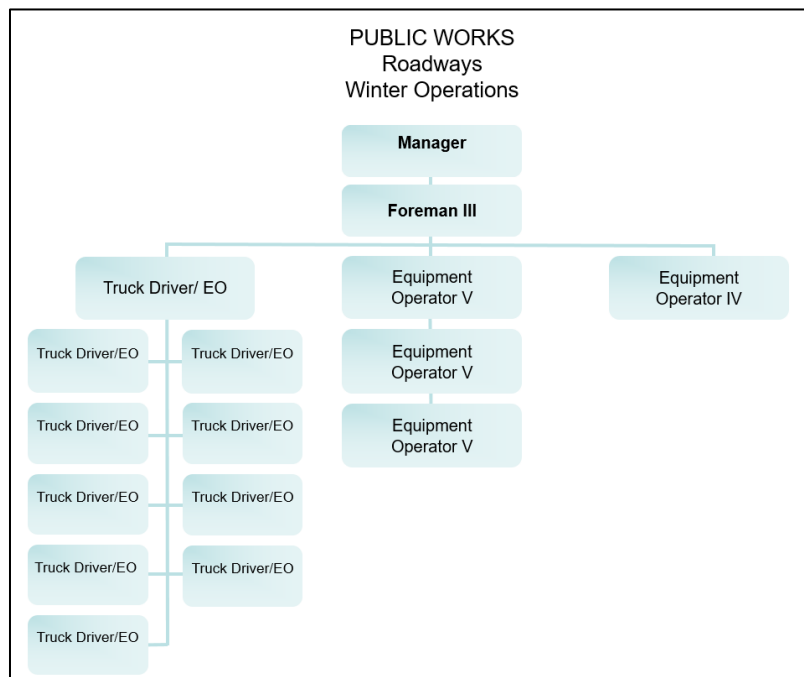 PUBLIC WORKS
Roadways
Winter Operations
Manager
Foreman III
Truck Driver/ EO
Equipment
Operator V
Equipment
Operator IV
Truck Driver/EO
Truck Driver/EO
Equipment
Operator V
Truck Driver/EO
Truck Driver/EO
Equipment
Operator V
Truck Driver/EO
Truck Driver/EO
Truck Driver/EO
Truck Driver/EO
Truck Driver/EO